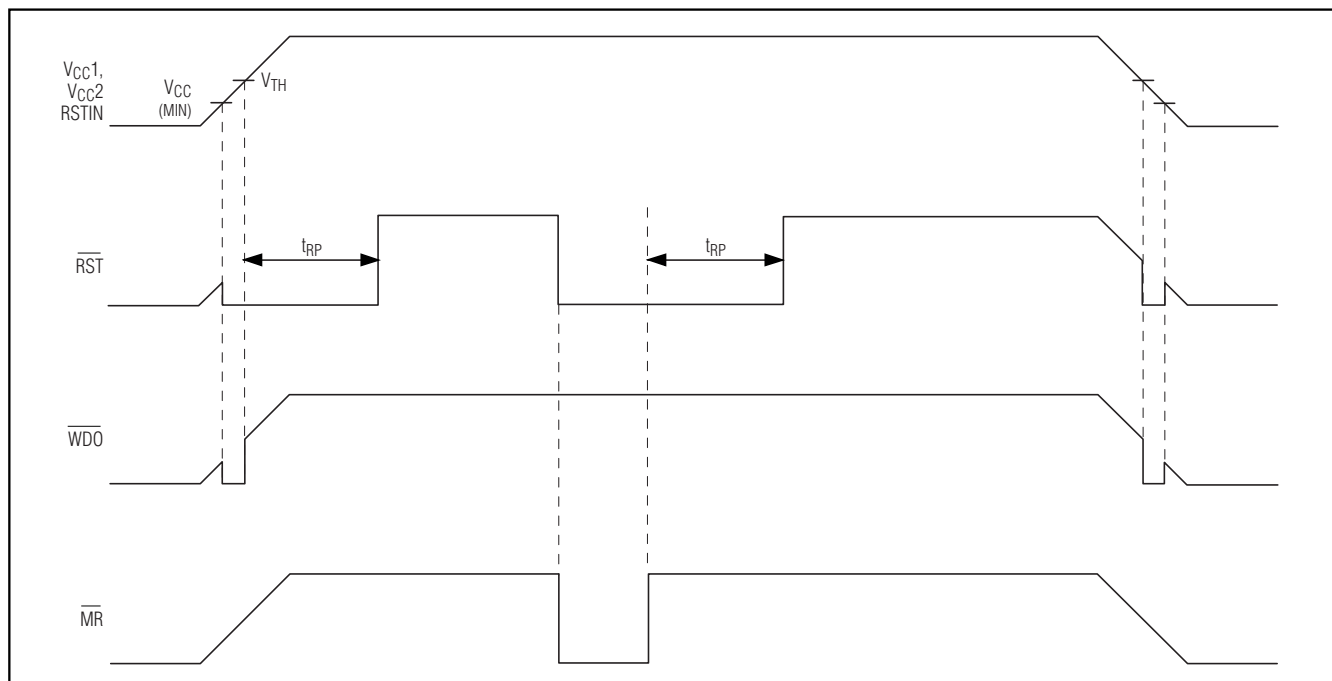 VCC1,
VCC2
RSTIN
VCC
(MIN)
VTH
RST
tRP
tRP
WDO
MR